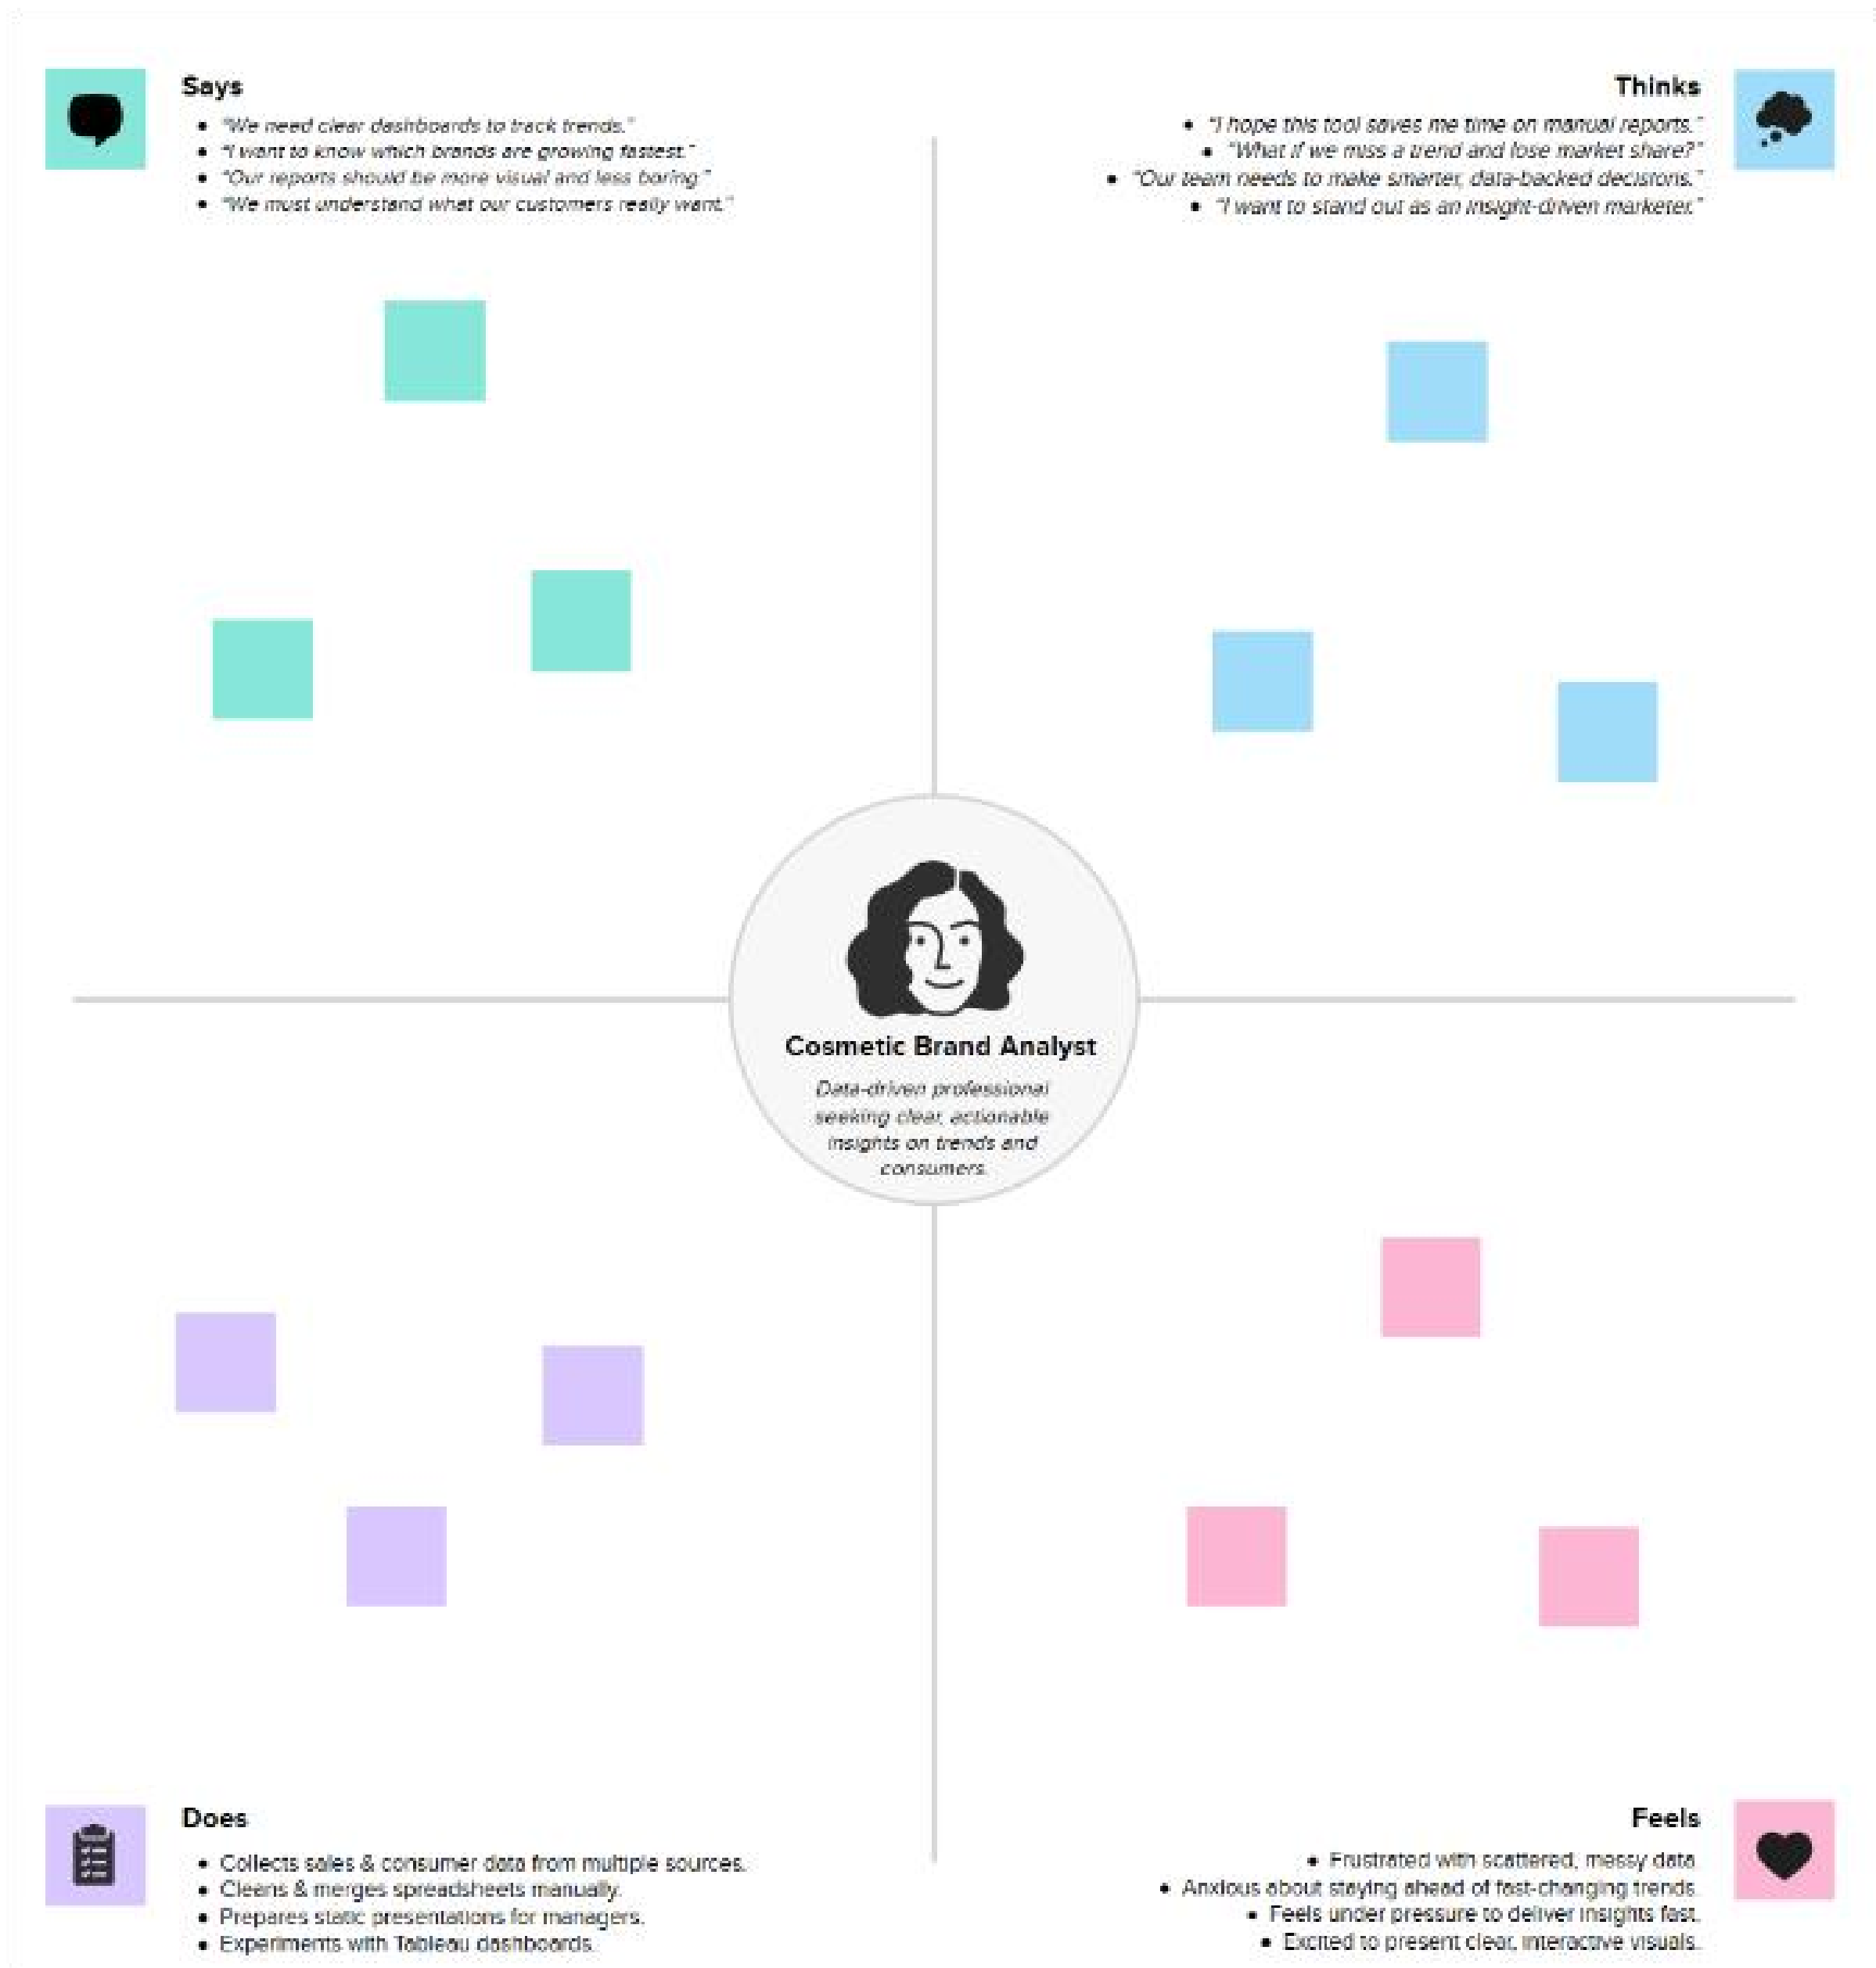 Says
• "We need clear dashboards to track trends."
• "I want to know which brands are growing fastest."
• "Our reports should be more visual and less boring."
• "We must understand what our customers really want."
Thinks
• "I hope this tool saves me time on manual reports."
• "What if we miss a trend and lose market share?"
• "Our team needs to make smarter, data-backed decisions."
• "I want to stand out as an insight-driven marketer."
Cosmetic Brand Analyst
Data-driven professional
seeking clear, actionable
insights on trends and
consumers.
Does
• Collects sales & consumer data from multiple sources.
• Cleans & merges spreadsheets manually.
• Prepares static presentations for managers.
• Experiments with Tableau dashboards.
Feels
• Frustrated with scattered, messy data.
• Anxious about staying ahead of fast-changing trends.
• Feels under pressure to deliver insights fast.
• Excited to present clear, interactive visuals.